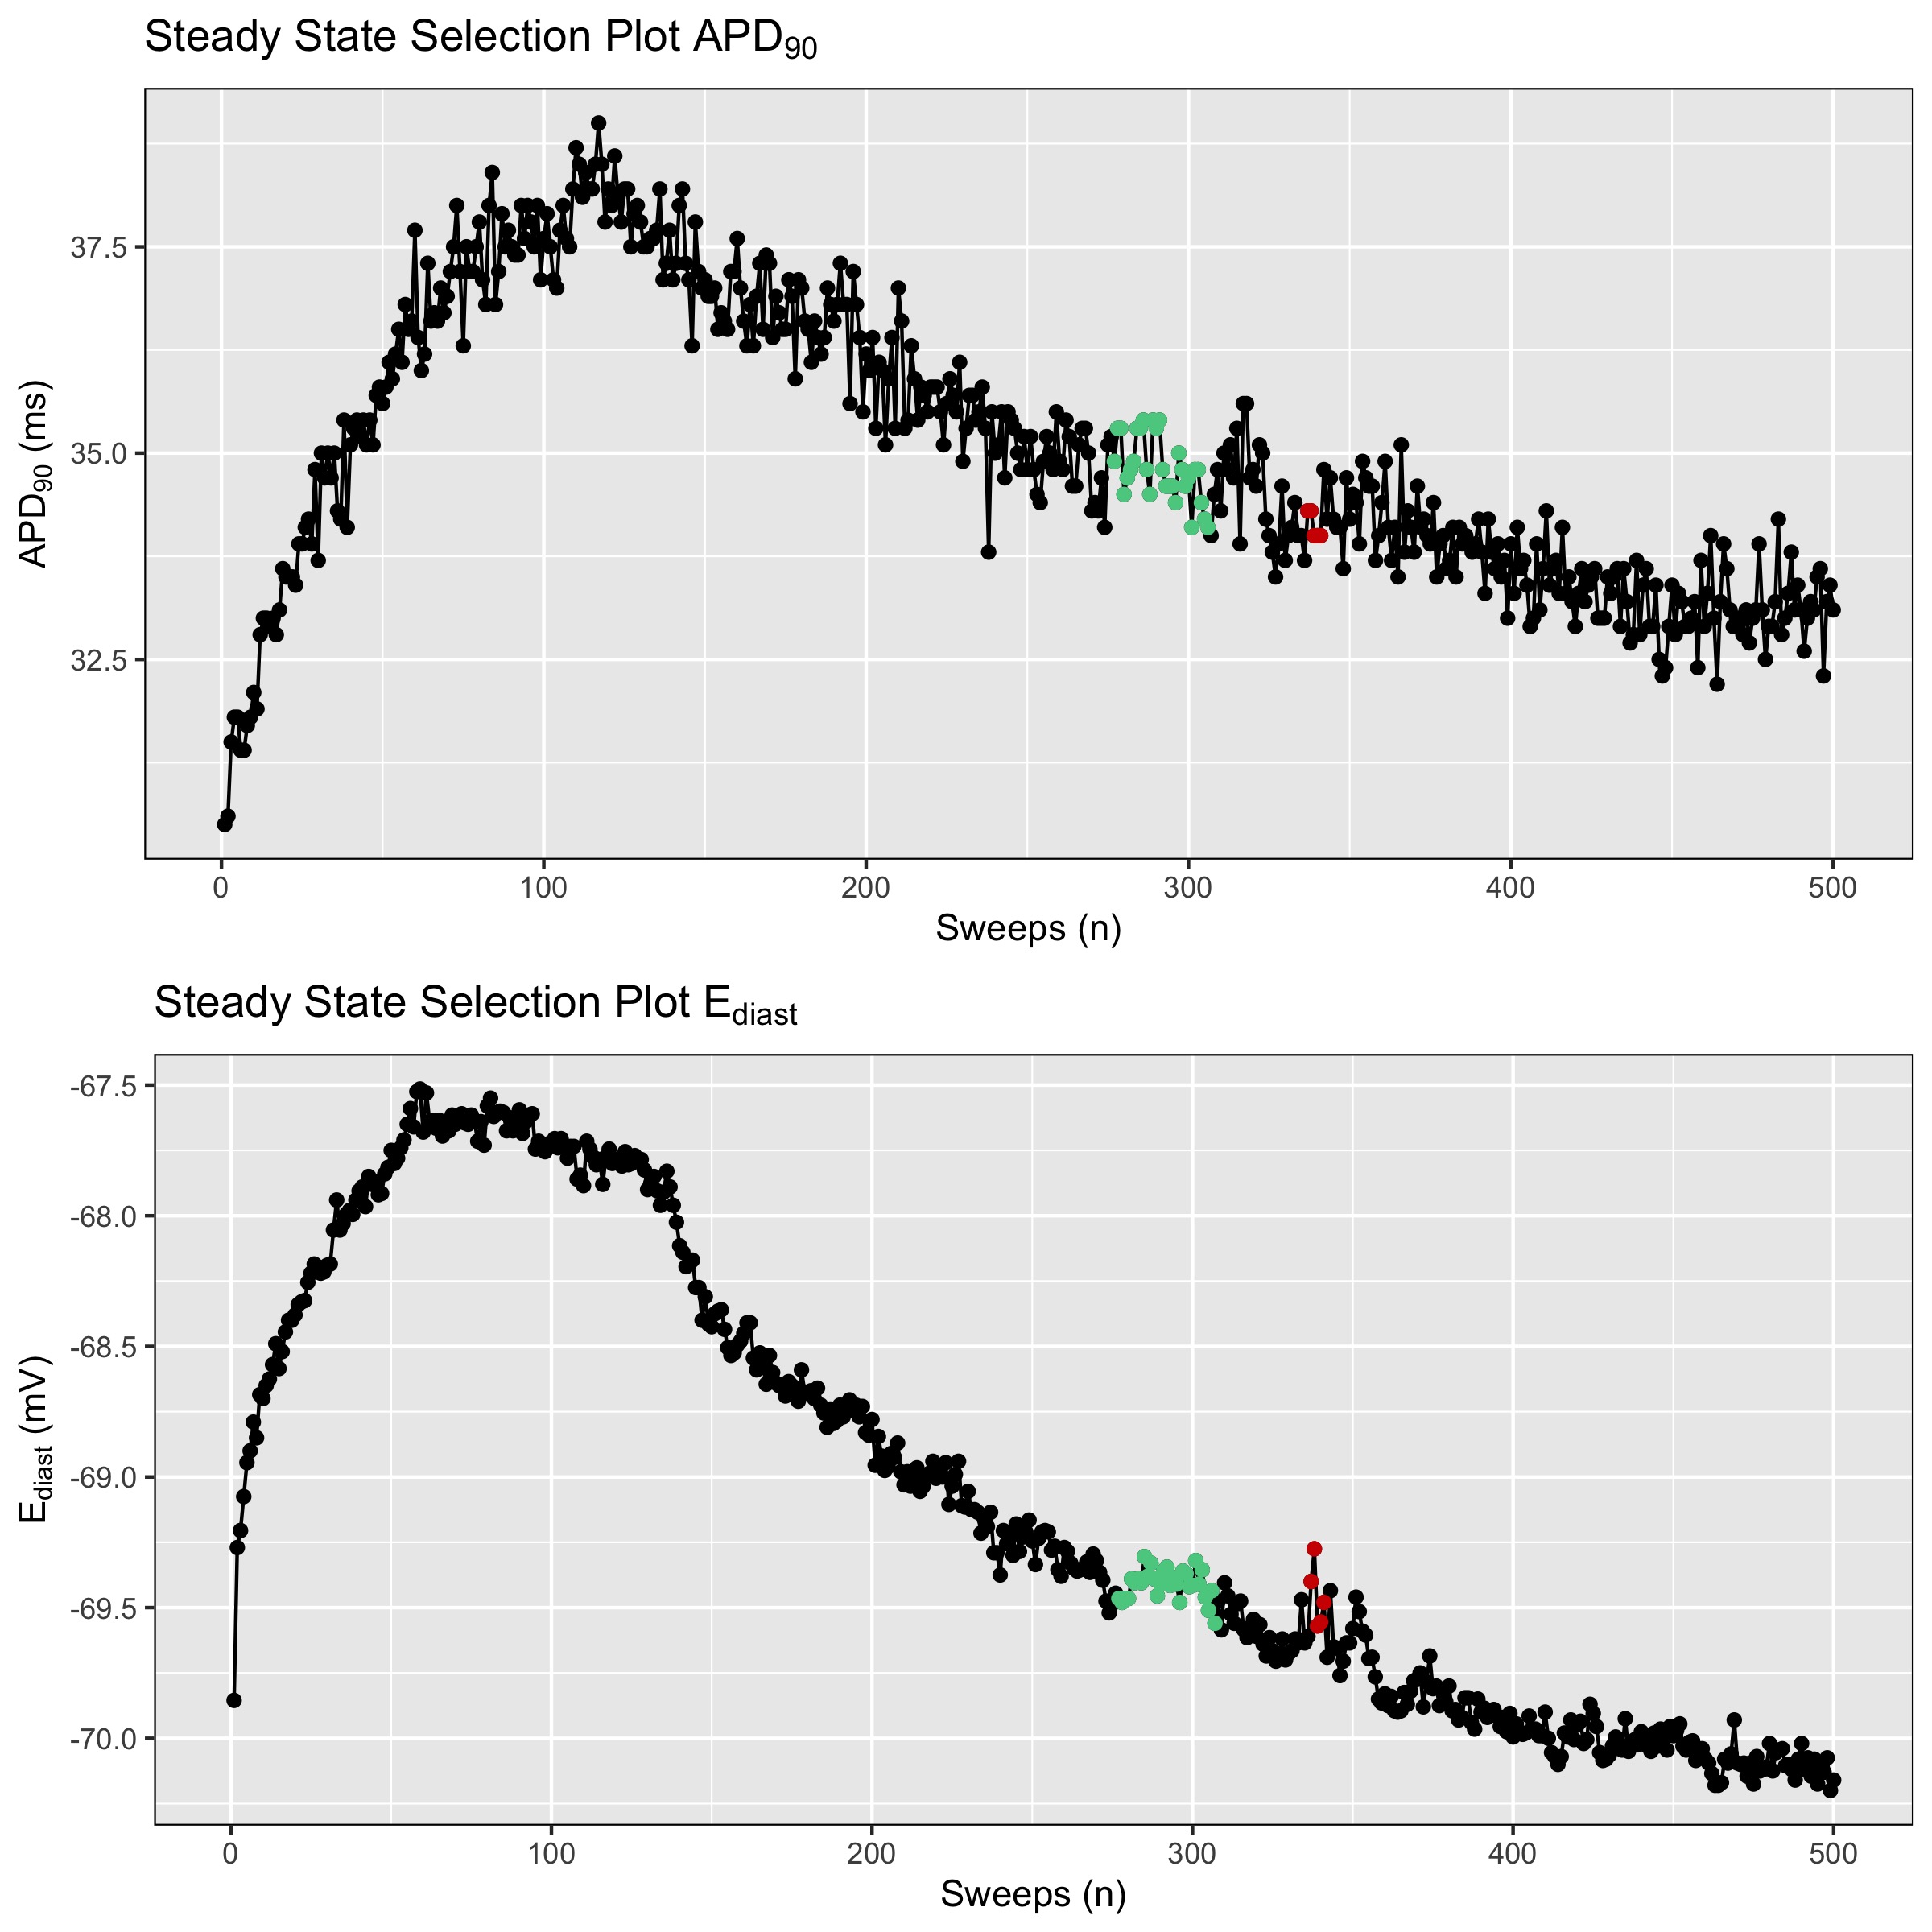 Steady State Selection Plot APD90
APD90 (ms)
37.5
35.0
32.5
0 100 200 300 400 500
Sweeps (n)
Steady State Selection Plot Ediast
Ediast (mV)
-67.5
-68.0
-68.5
-69.0
-69.5
-70.0
0 100 200 300 400 500
Sweeps (n)